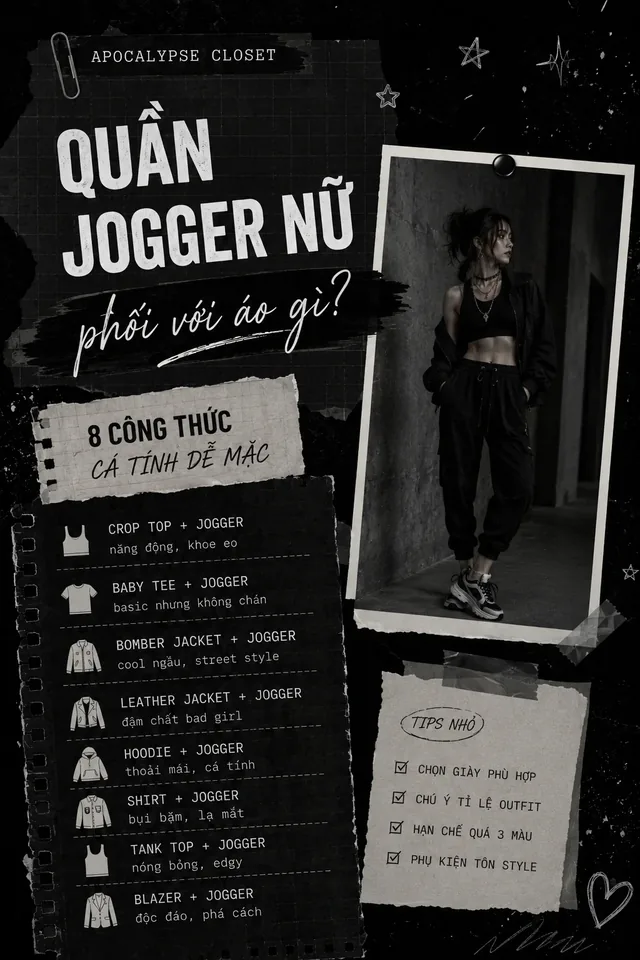 APOCALYPSE CLOSET
QUẦN
JOGGER NỮ
phối với áo gì?
8 CÔNG THỨC
CÁ TÍNH DỄ MẶC
CROP TOP + JOGGER
năng động, khoe eo
BABY TEE + JOGGER
basic nhưng không chán
BOMBER JACKET + JOGGER
cool ngầu, street style
LEATHER JACKET + JOGGER
đậm chất bad girl
HOODIE + JOGGER
thoải mái, cá tính
SHIRT + JOGGER
bụi bặm, lạ mắt
TANK TOP + JOGGER
nóng bỏng, edgy
BLAZER + JOGGER
độc đáo, phá cách
TIPS NHỎ
CHỌN GIÀY PHÙ HỢP
CHÚ Ý TỈ LỆ OUTFIT
HẠN CHẾ QUÁ 3 MÀU
PHỤ KIỆN TÔN STYLE